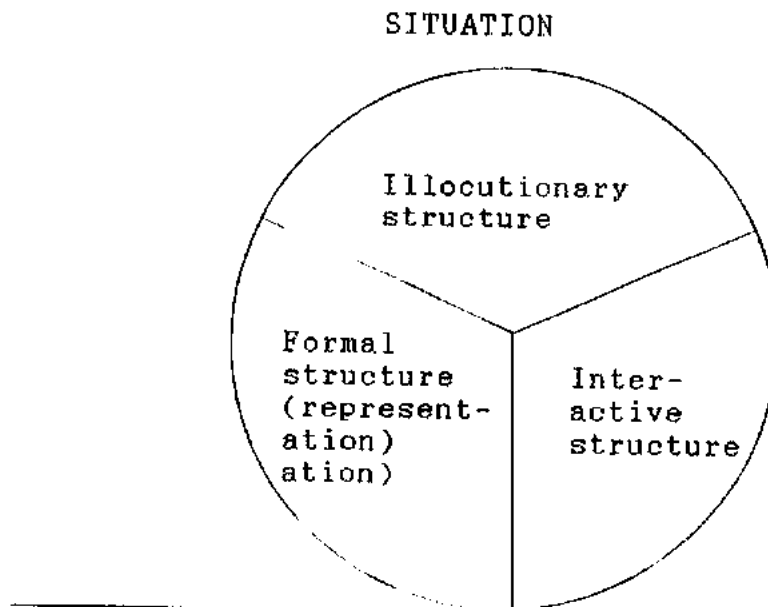 SITUATION
Illocutionary
structure
Formal
structure
(represent-
ation)
ation)
Inter-
active
structure